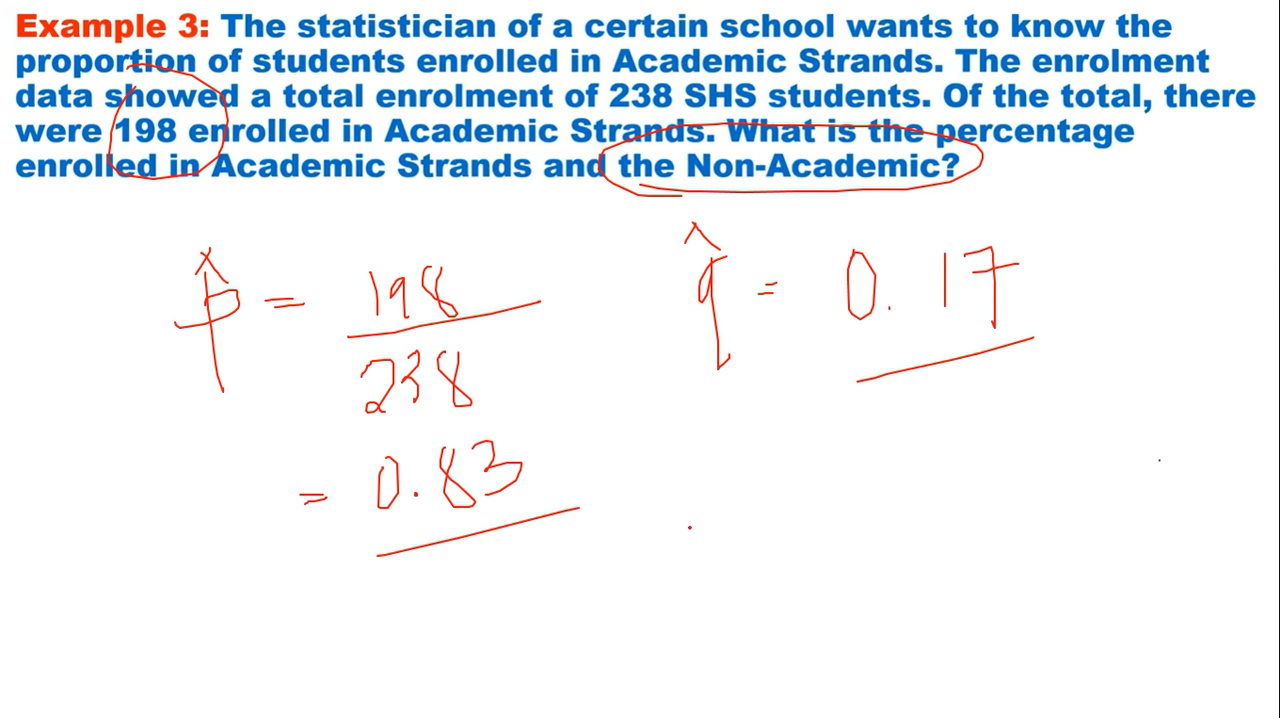 Example 3: The statistician of a certain school wants to know the
proportion of students enrolled in Academic Strands. The enrolment
data showed a total enrolment of 238 SHS students. Of the total, there
were 198 enrolled in Academic Strands. What is the percentage
enrolled in Academic Strands and the Non-Academic?
p̂ = 198/238
= 0.83
q̂ = 0.17